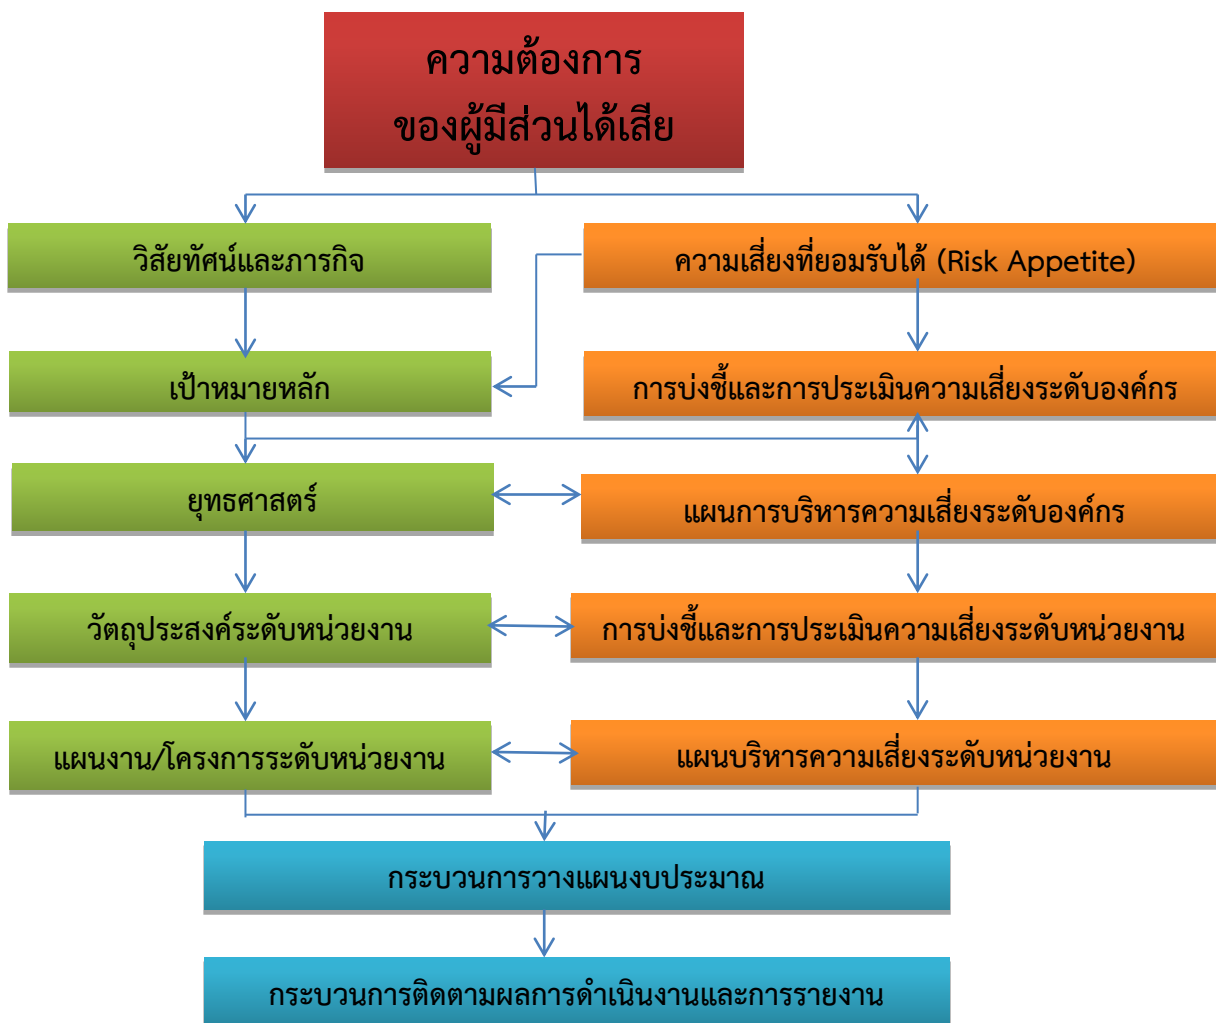 ความต้องการ
ของผู้มีส่วนได้เสีย
วิสัยทัศน์และภารกิจ
ความเสี่ยงที่ยอมรับได้ (Risk Appetite)
เป้าหมายหลัก
การบ่งชี้และการประเมินความเสี่ยงระดับองค์กร
ยุทธศาสตร์
แผนการบริหารความเสี่ยงระดับองค์กร
วัตถุประสงค์ระดับหน่วยงาน
การบ่งชี้และการประเมินความเสี่ยงระดับหน่วยงาน
แผนงาน/โครงการระดับหน่วยงาน
แผนบริหารความเสี่ยงระดับหน่วยงาน
กระบวนการวางแผนงบประมาณ
กระบวนการติดตามผลการดำเนินงานและการรายงาน